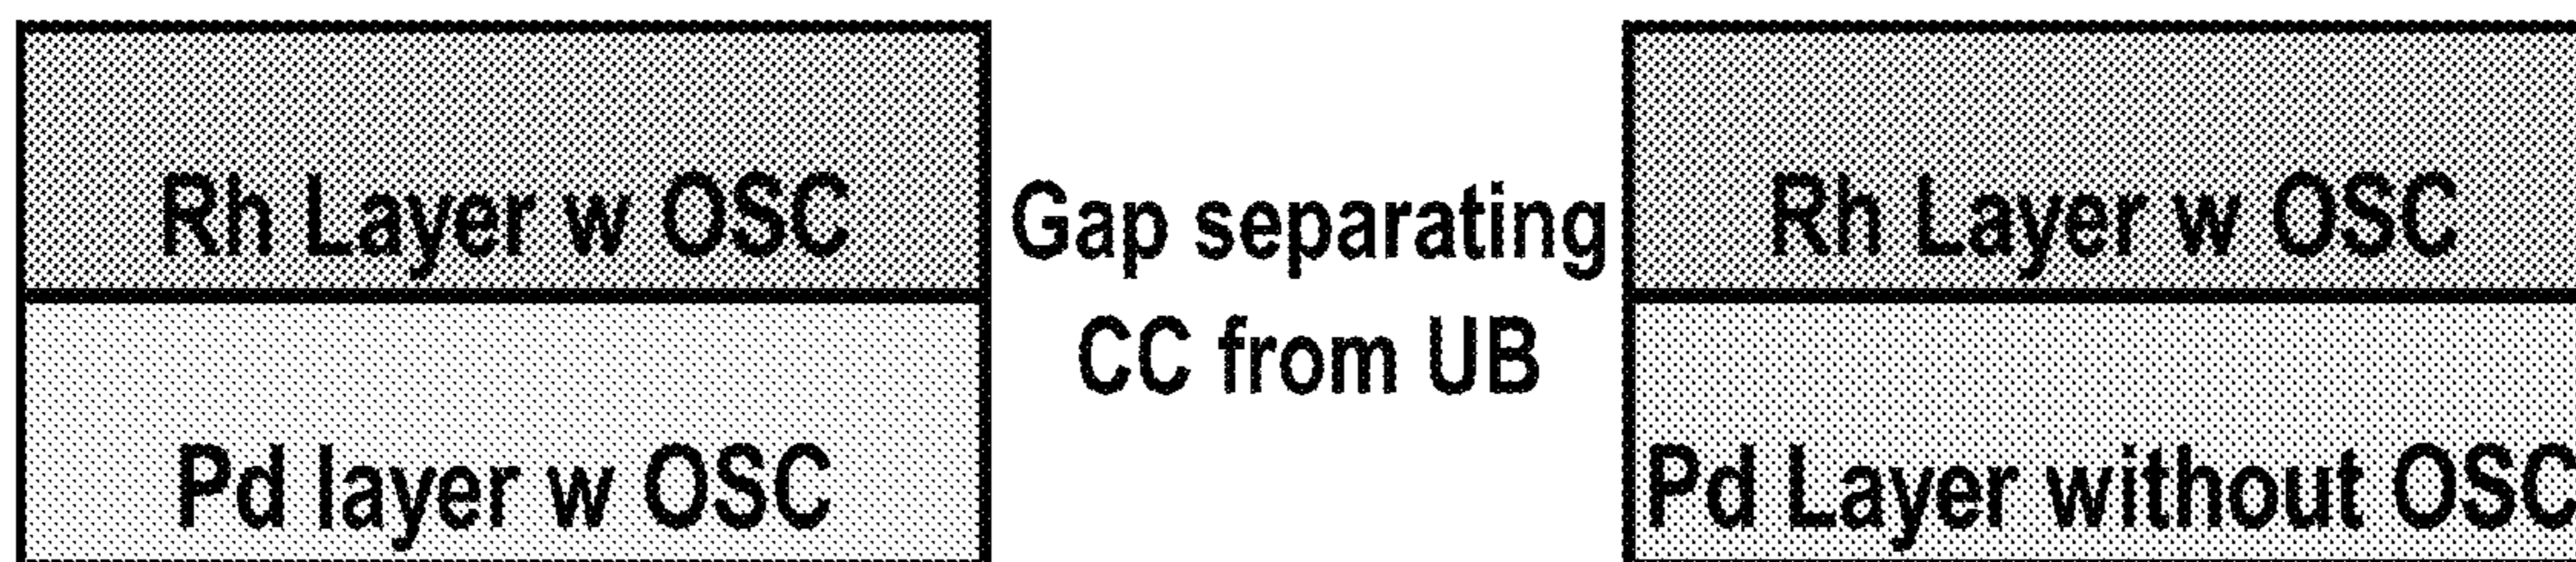 Rh Layer w OSC
Pd layer w OSC
Gap separating
CC from UB
Rh Layer w OSC
Pd Layer without OSC